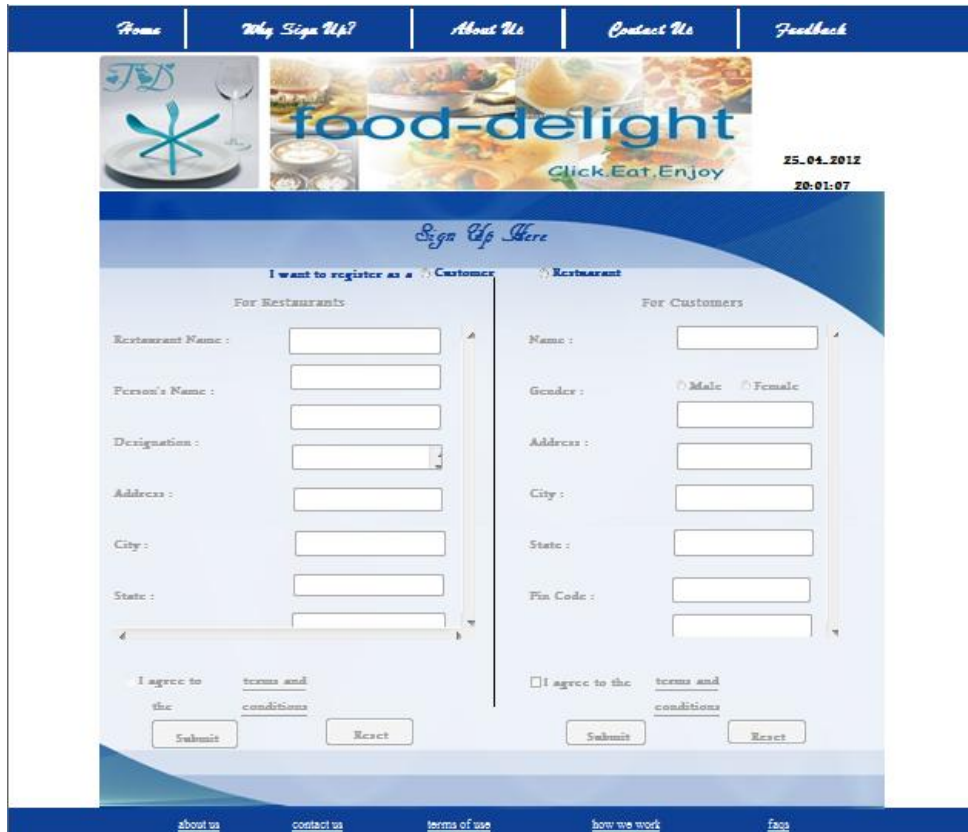 Home Why Sign Up? About Us Contact Us Feedback
FD
food-delight
Click.Eat.Enjoy
25_04_2012
20:01:07
Sign Up Here
I want to register as a Customer Restaurant
For Restaurants
Restaurant Name :
Person's Name :
Designation :
Address :
City :
State :
I agree to the terms and conditions
Submit Reset
For Customers
Name :
Gender : Male Female
Address :
City :
State :
Pin Code :
I agree to the terms and conditions
Submit Reset
about us contact us terms of use how we work faqs